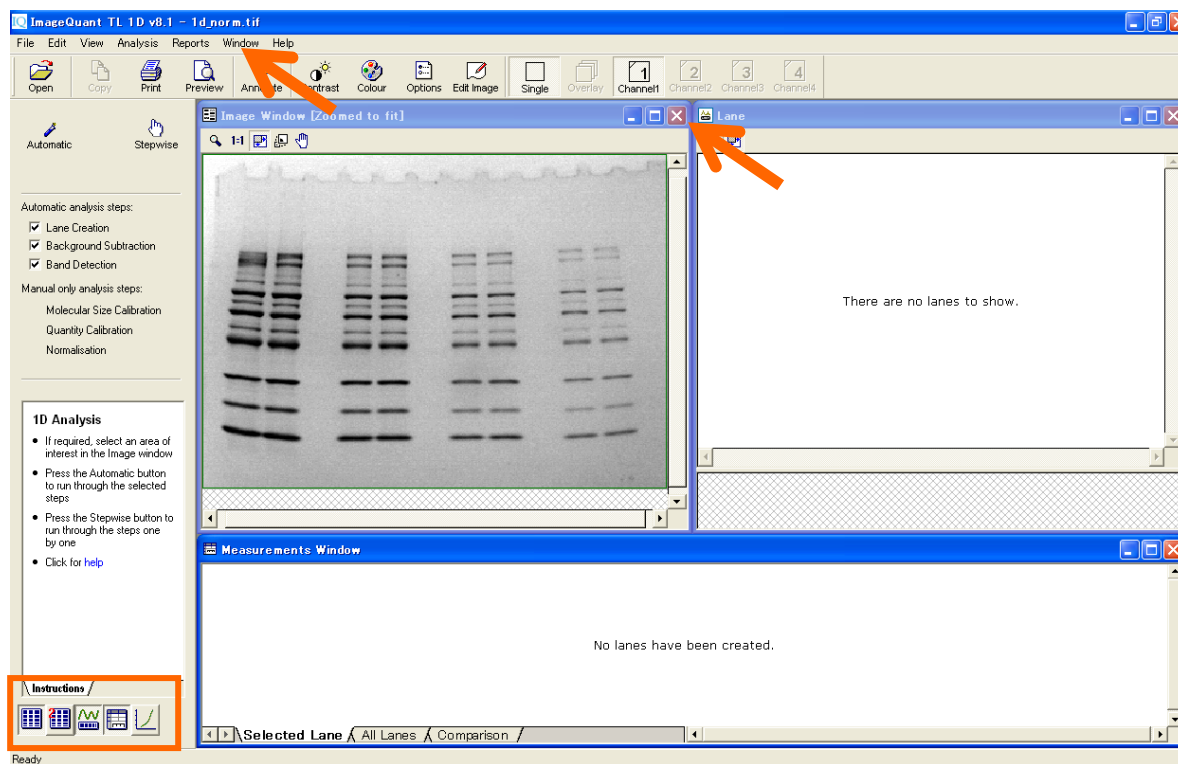 ImageQuant TL 1D v8.1 - 1d_norm.tif
File Edit View Analysis Reports Window Help
Open Copy Print Preview Annotate Contrast Colour Options Edit Image Single Overlay Channel1 Channel2 Channel3 Channel4
1 2 3 4
Automatic Stepwise
Automatic analysis steps:
Lane Creation
Background Subtraction
Band Detection
Manual only analysis steps:
Molecular Size Calibration
Quantity Calibration
Normalisation
1D Analysis
• If required, select an area of
interest in the Image window
• Press the Automatic button
to run through the selected
steps
• Press the Stepwise button to
run through the steps one
by one
• Click for help
Instructions
Image Window [Zoomed to fit]
1:1
Lane
There are no lanes to show.
Measurements Window
No lanes have been created.
Selected Lane All Lanes Comparison
Ready